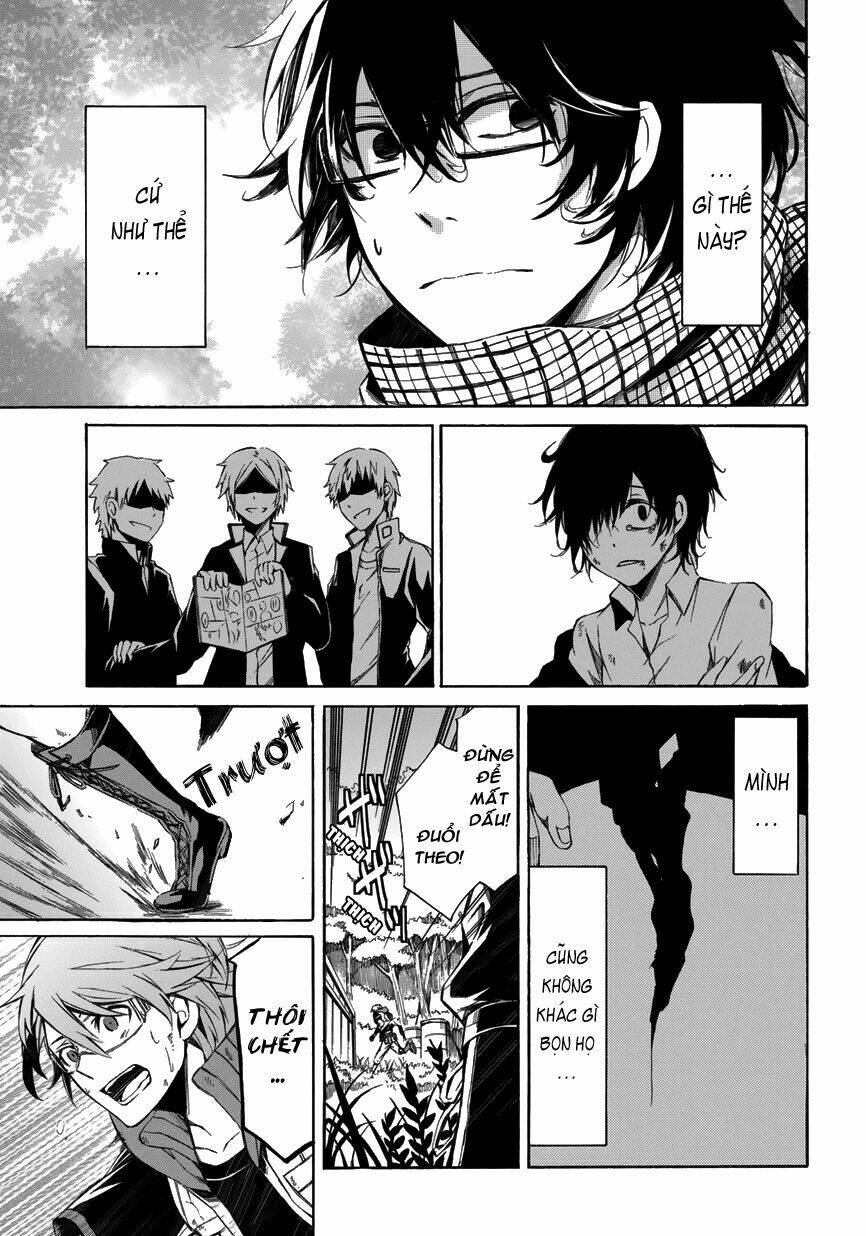 ...
GÌ THẾ
NÀY?
CỨ
NHƯ THỂ
...
MÌNH
...
CŨNG
KHÔNG
KHÁC GÌ
BỌN HỌ
...
ĐỪNG
ĐỂ
MẤT
DẤU!
ĐUỔI
THEO!
THỊCH
THỊCH
Trượt
THÔI
CHẾT
...